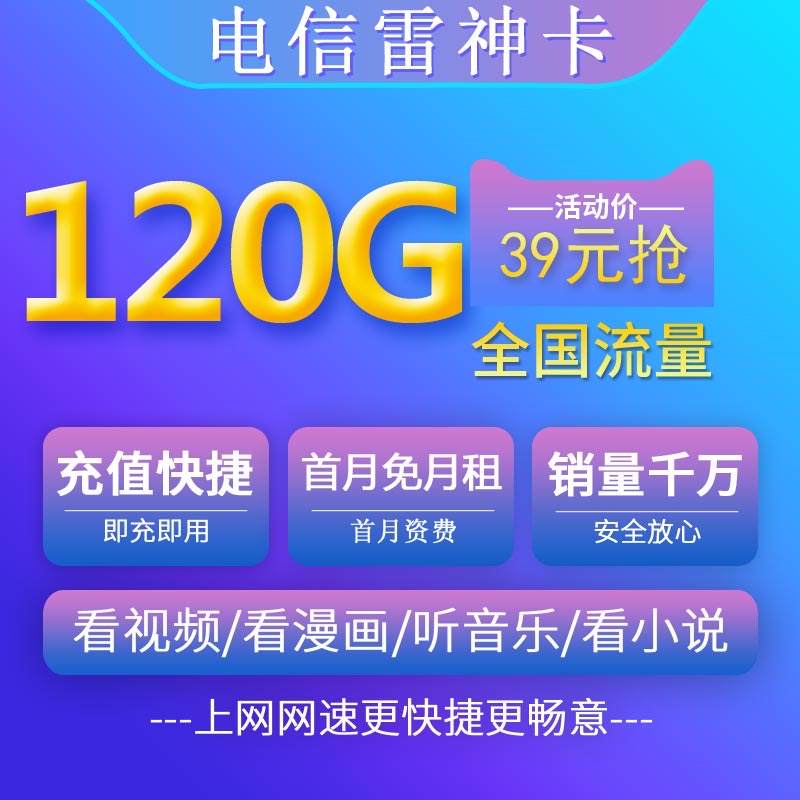 电信雷神卡
120G
——活动价——
39元抢
全国流量
充值快捷
即充即用
首月免月租
首月资费
销量千万
安全放心
看视频/看漫画/听音乐/看小说
---上网网速更快捷更畅意---